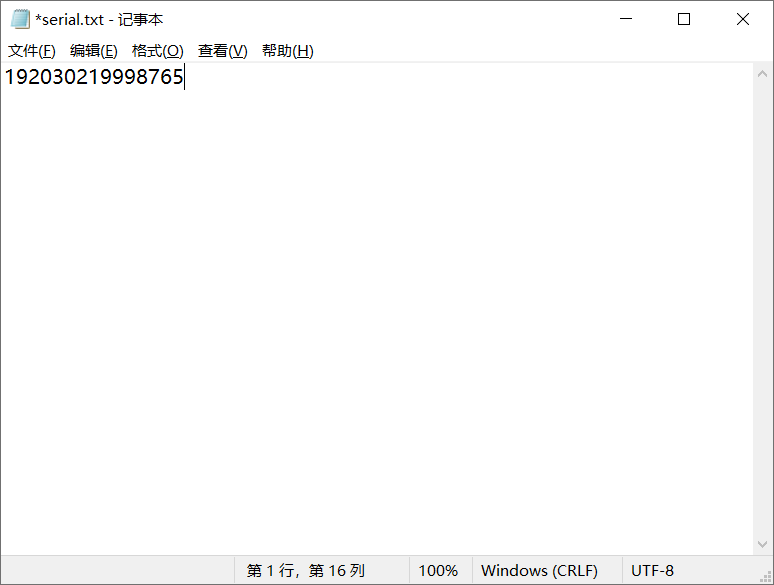 *serial.txt - 记事本
文件(F) 编辑(E) 格式(O) 查看(V) 帮助(H)
192030219998765
第 1 行，第 16 列 100% Windows (CRLF) UTF-8